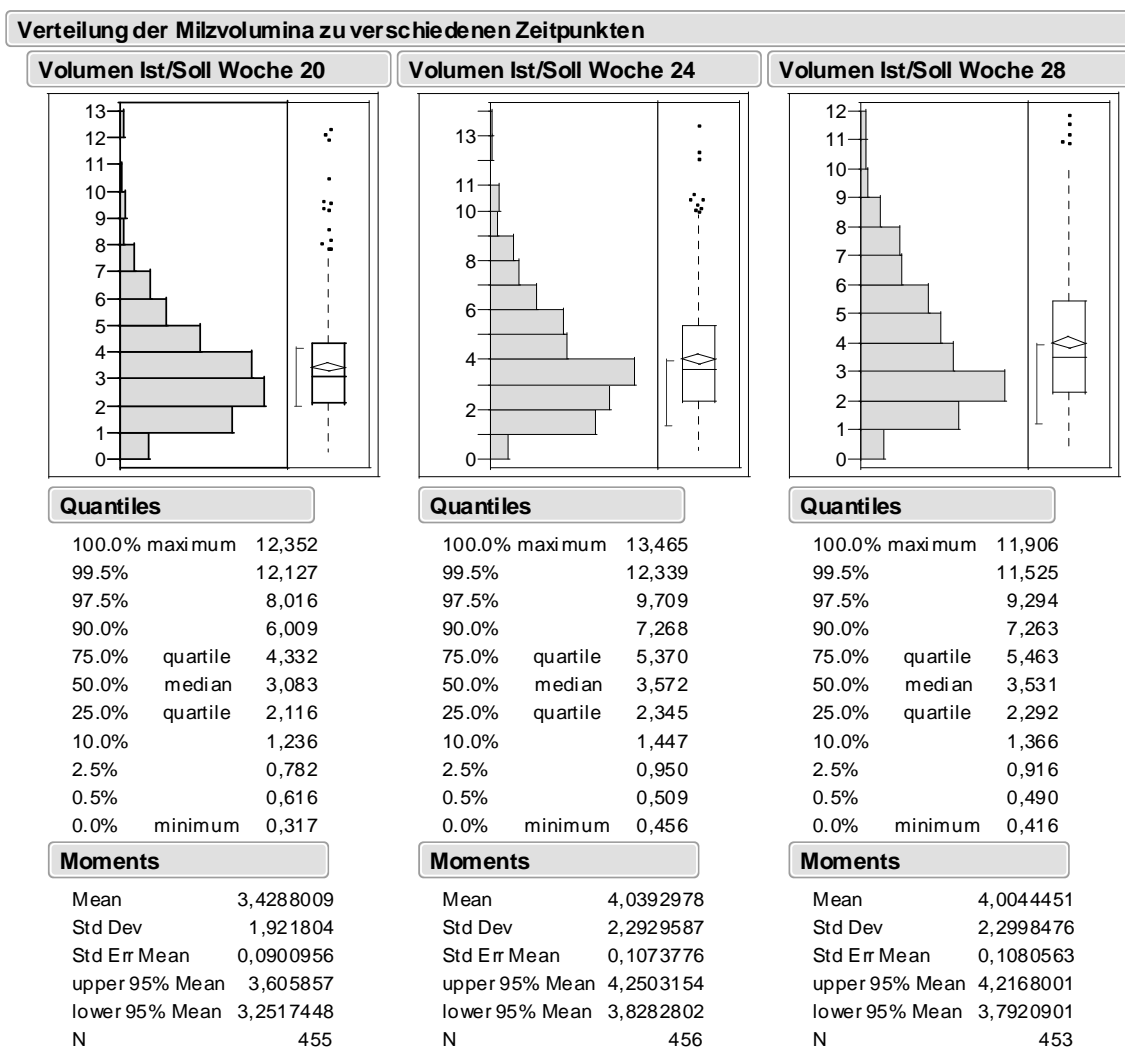 Verteilung der Milzvolumina zu verschiedenen Zeitpunkten
Volumen Ist/Soll Woche 20
13
12
11
10
9
8
7
6
5
4
3
2
1
0
Quantiles
100.0% maximum 12,352
99.5% 12,127
97.5% 8,016
90.0% 6,009
75.0% quartile 4,332
50.0% median 3,083
25.0% quartile 2,116
10.0% 1,236
2.5% 0,782
0.5% 0,616
0.0% minimum 0,317
Moments
Mean 3,4288009
Std Dev 1,921804
Std Err Mean 0,0900956
upper 95% Mean 3,605857
lower 95% Mean 3,2517448
N 455
Volumen Ist/Soll Woche 24
13
11
10
8
6
4
2
0
Quantiles
100.0% maximum 13,465
99.5% 12,339
97.5% 9,709
90.0% 7,268
75.0% quartile 5,370
50.0% median 3,572
25.0% quartile 2,345
10.0% 1,447
2.5% 0,950
0.5% 0,509
0.0% minimum 0,456
Moments
Mean 4,0392978
Std Dev 2,2929587
Std Err Mean 0,1073776
upper 95% Mean 4,2503154
lower 95% Mean 3,8282802
N 456
Volumen Ist/Soll Woche 28
12
11
10
9
8
7
6
5
4
3
2
1
0
Quantiles
100.0% maximum 11,906
99.5% 11,525
97.5% 9,294
90.0% 7,263
75.0% quartile 5,463
50.0% median 3,531
25.0% quartile 2,292
10.0% 1,366
2.5% 0,916
0.5% 0,490
0.0% minimum 0,416
Moments
Mean 4,0044451
Std Dev 2,2998476
Std Err Mean 0,1080563
upper 95% Mean 4,2168001
lower 95% Mean 3,7920901
N 453